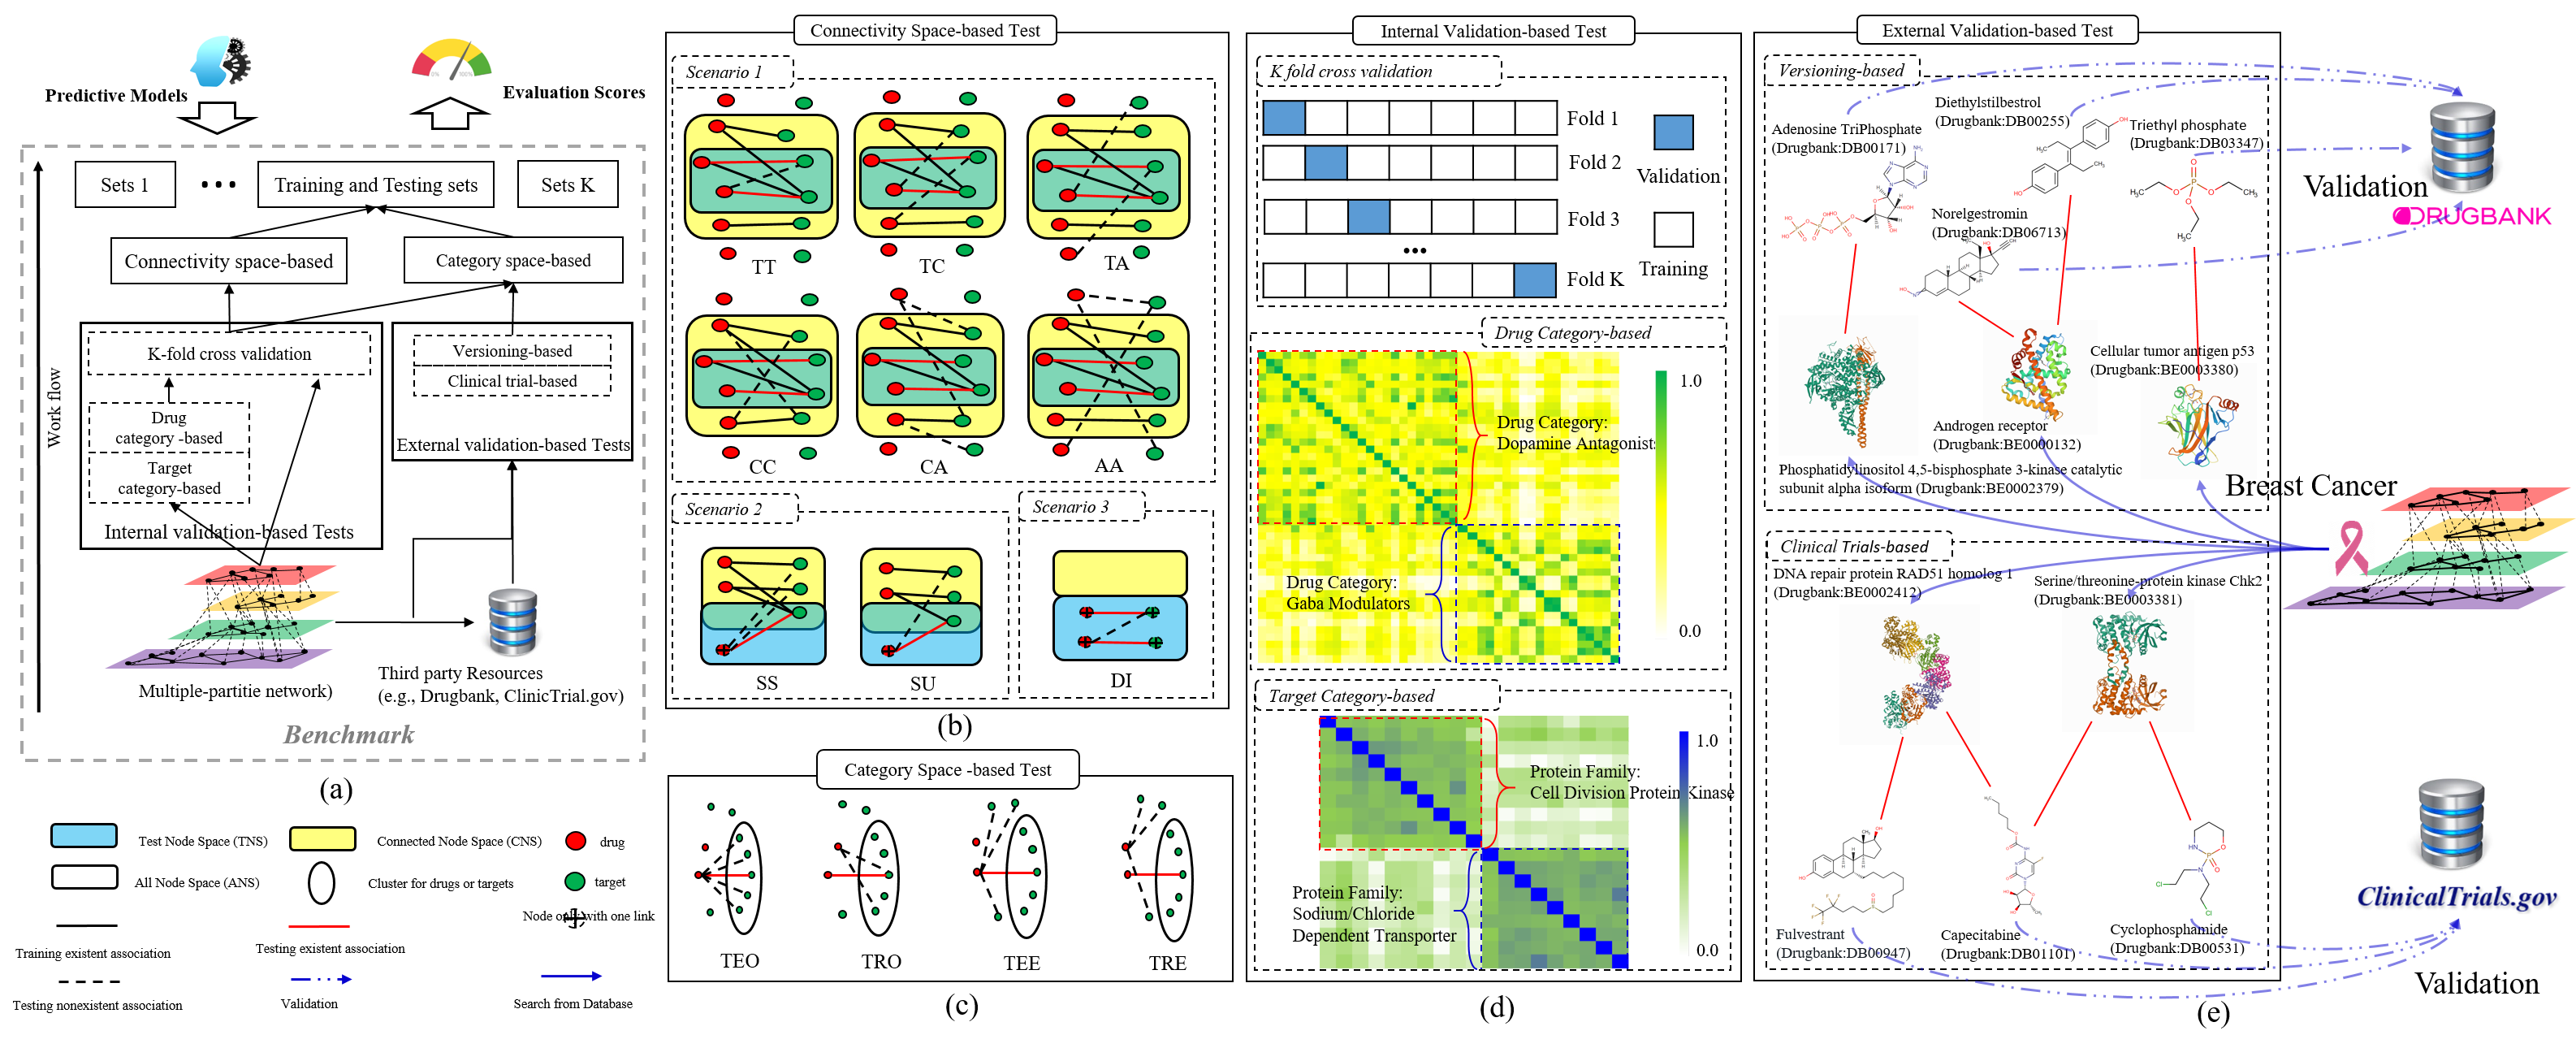 Predictive Models
Evaluation Scores
0%
100%
Work flow
Sets 1
...
Training and Testing sets
Sets K
Connectivity space-based
Category space-based
K-fold cross validation
Versioning-based
Clinical trial-based
Drug
category -based
Target
category-based
External validation-based Tests
Internal validation-based Tests
Multiple-partitie network)
Third party Resources
(e.g., Drugbank, ClinicTrial.gov)
Benchmark
(a)
Test Node Space (TNS)
Connected Node Space (CNS)
drug
All Node Space (ANS)
Cluster for drugs or targets
target
Node only with one link
Training existent association
Testing existent association
Testing nonexistent association
Validation
Search from Database
Connectivity Space-based Test
Scenario 1
TT
TC
TA
CC
CA
AA
Scenario 2
Scenario 3
SS
SU
DI
(b)
Category Space -based Test
TEO
TRO
TEE
TRE
(c)
Internal Validation-based Test
K fold cross validation
Fold 1
Fold 2
Fold 3
...
Fold K
Validation
Training
Drug Category-based
Drug Category:
Dopamine Antagonists
Drug Category:
Gaba Modulators
1.0
0.0
Target Category-based
Protein Family:
Cell Division Protein Kinase
Protein Family:
Sodium/Chloride
Dependent Transporter
1.0
0.0
(d)
External Validation-based Test
Versioning-based
Adenosine TriPhosphate
(Drugbank:DB00171)
Diethylstilbestrol
(Drugbank:DB00255)
Triethyl phosphate
(Drugbank:DB03347)
Norelgestromin
(Drugbank:DB06713)
Cellular tumor antigen p53
(Drugbank:BE0003380)
Androgen receptor
(Drugbank:BE0000132)
Phosphatidylinositol 4,5-bisphosphate 3-kinase catalytic
subunit alpha isoform (Drugbank:BE0002379)
Clinical Trials-based
DNA repair protein RAD51 homolog 1
(Drugbank:BE0002412)
Serine/threonine-protein kinase Chk2
(Drugbank:BE0003381)
Fulvestrant
(Drugbank:DB00947)
Capecitabine
(Drugbank:DB01101)
Cyclophosphamide
(Drugbank:DB00531)
(e)
Validation
DRUGBANK
Breast Cancer
ClinicalTrials.gov
Validation